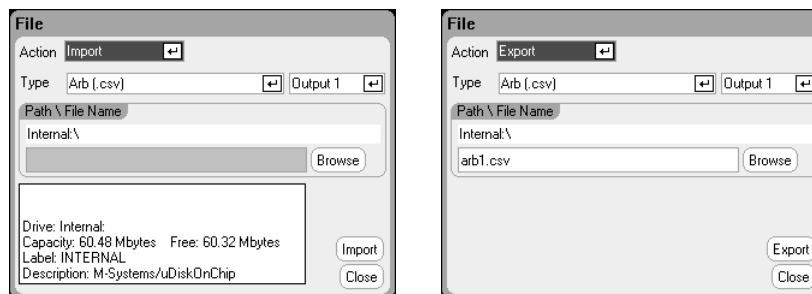 File
Action Import
Type Arb (.csv) Output 1
Path \ File Name
Internal:\
Browse
Drive: Internal:
Capacity: 60.48 Mbytes Free: 60.32 Mbytes
Label: INTERNAL
Description: M-Systems/uDiskOnChip
Import
Close
File
Action Export
Type Arb (.csv) Output 1
Path \ File Name
Internal:\
arb1.csv Browse
Export
Close